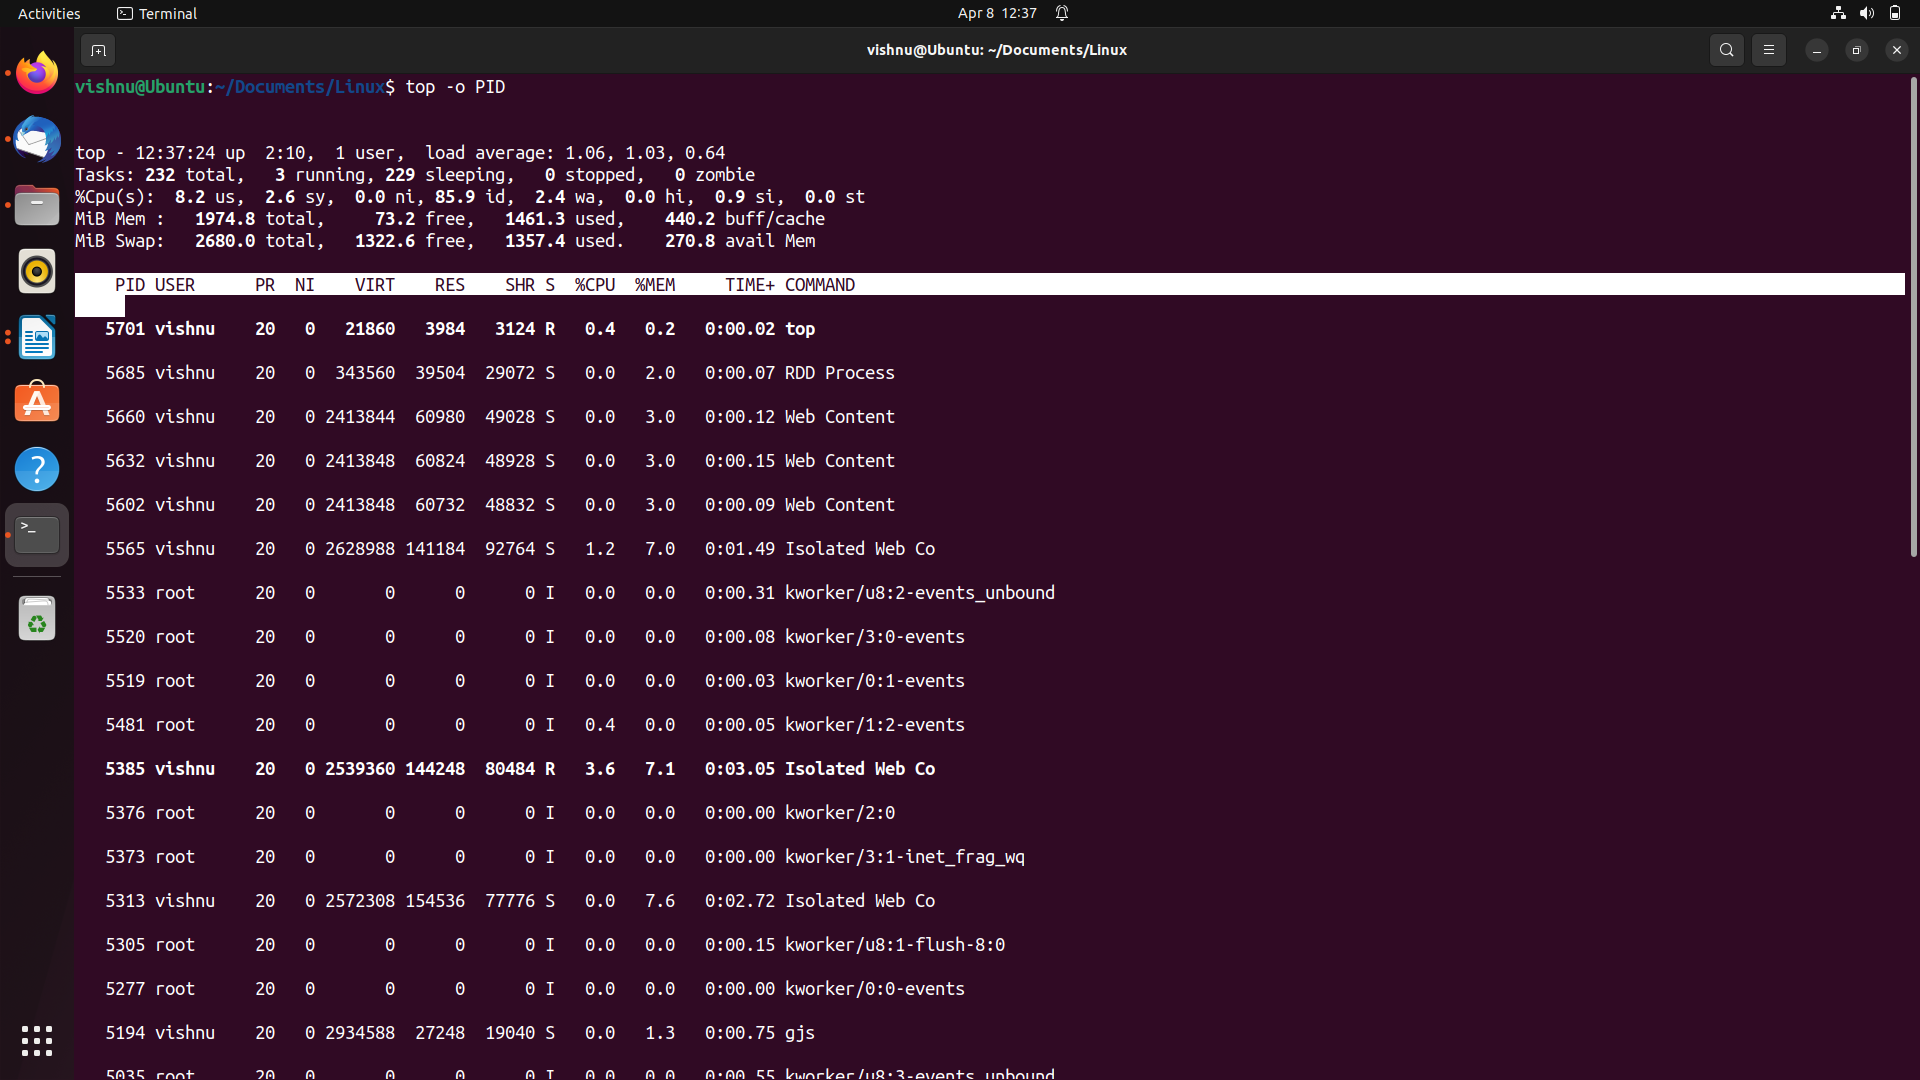 Activities Terminal Apr 8 12:37
vishnu@Ubuntu: ~/Documents/Linux
vishnu@Ubuntu:~/Documents/Linux$ top -o PID
top - 12:37:24 up  2:10,  1 user,  load average: 1.06, 1.03, 0.64
Tasks: 232 total,   3 running, 229 sleeping,   0 stopped,   0 zombie
%Cpu(s):  8.2 us,  2.6 sy,  0.0 ni, 85.9 id,  2.4 wa,  0.0 hi,  0.9 si,  0.0 st
MiB Mem :   1974.8 total,     73.2 free,   1461.3 used,    440.2 buff/cache
MiB Swap:   2680.0 total,   1322.6 free,   1357.4 used.    270.8 avail Mem
PID USER      PR  NI    VIRT    RES    SHR S  %CPU  %MEM     TIME+ COMMAND
5701 vishnu    20   0   21860   3984   3124 R   0.4   0.2   0:00.02 top
5685 vishnu    20   0  343560  39504  29072 S   0.0   2.0   0:00.07 RDD Process
5660 vishnu    20   0 2413844  60980  49028 S   0.0   3.0   0:00.12 Web Content
5632 vishnu    20   0 2413848  60824  48928 S   0.0   3.0   0:00.15 Web Content
5602 vishnu    20   0 2413848  60732  48832 S   0.0   3.0   0:00.09 Web Content
5565 vishnu    20   0 2628988 141184  92764 S   1.2   7.0   0:01.49 Isolated Web Co
5533 root      20   0       0      0      0 I   0.0   0.0   0:00.31 kworker/u8:2-events_unbound
5520 root      20   0       0      0      0 I   0.0   0.0   0:00.08 kworker/3:0-events
5519 root      20   0       0      0      0 I   0.0   0.0   0:00.03 kworker/0:1-events
5481 root      20   0       0      0      0 I   0.4   0.0   0:00.05 kworker/1:2-events
5385 vishnu    20   0 2539360 144248  80484 R   3.6   7.1   0:03.05 Isolated Web Co
5376 root      20   0       0      0      0 I   0.0   0.0   0:00.00 kworker/2:0
5373 root      20   0       0      0      0 I   0.0   0.0   0:00.00 kworker/3:1-inet_frag_wq
5313 vishnu    20   0 2572308 154536  77776 S   0.0   7.6   0:02.72 Isolated Web Co
5305 root      20   0       0      0      0 I   0.0   0.0   0:00.15 kworker/u8:1-flush-8:0
5277 root      20   0       0      0      0 I   0.0   0.0   0:00.00 kworker/0:0-events
5194 vishnu    20   0 2934588  27248  19040 S   0.0   1.3   0:00.75 gjs
5035 root      20   0       0      0      0 I   0.0   0.0   0:00.55 kworker/u8:3-events_unbound